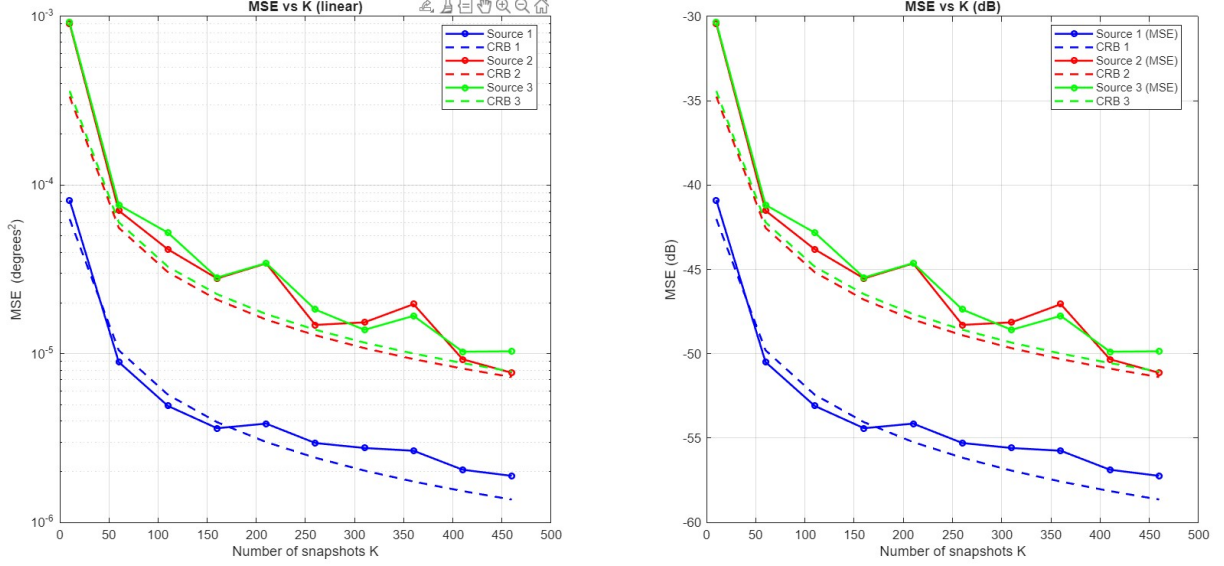 MSE vs K (linear)
10^-3
10^-4
10^-5
10^-6
MSE (degrees^2)
0 50 100 150 200 250 300 350 400 450 500
Number of snapshots K
Source 1
CRB 1
Source 2
CRB 2
Source 3
CRB 3
MSE vs K (dB)
-30
-35
-40
-45
-50
-55
-60
MSE (dB)
0 50 100 150 200 250 300 350 400 450 500
Number of snapshots K
Source 1 (MSE)
CRB 1
Source 2 (MSE)
CRB 2
Source 3 (MSE)
CRB 3